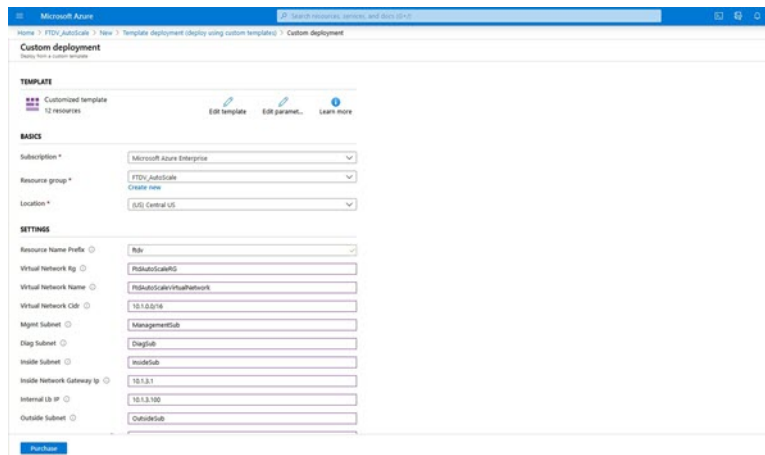 Microsoft Azure
Search resources, services, and docs (G+/)
Home > FTDV_AutoScale > New > Template deployment (deploy using custom templates) > Custom deployment
Custom deployment
Deploy from a custom template
TEMPLATE
Customized template
12 resources
Edit template
Edit paramet...
Learn more
BASICS
Subscription *
Microsoft Azure Enterprise
Resource group *
FTDV_AutoScale
Create new
Location *
(US) Central US
SETTINGS
Resource Name Prefix
ftdv
Virtual Network Rg
FtdAutoScaleRG
Virtual Network Name
FtdAutoScaleVirtualNetwork
Virtual Network Cidr
10.1.0.0/16
Mgmt Subnet
ManagementSub
Diag Subnet
DiagSub
Inside Subnet
InsideSub
Inside Network Gateway Ip
10.1.3.1
Internal Lb IP
10.1.3.100
Outside Subnet
OutsideSub
Purchase